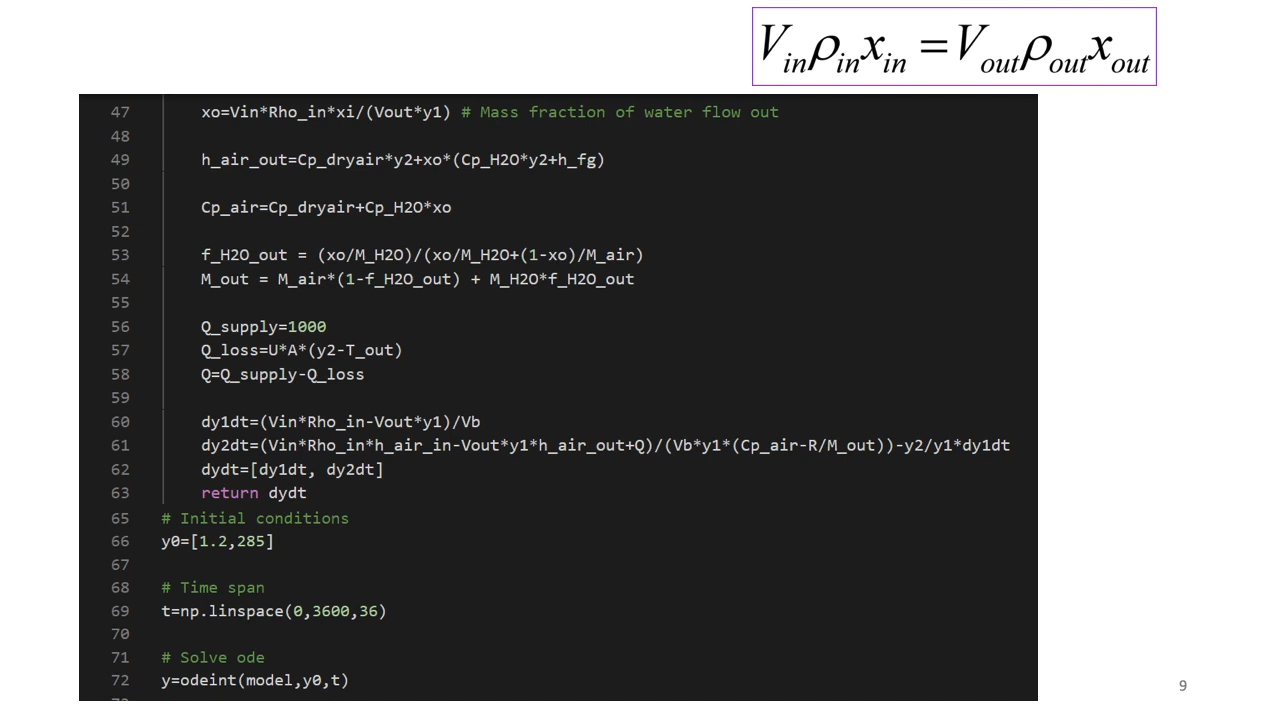 V_in ρ_in x_in = V_out ρ_out x_out
47 xo=Vin*Rho_in*xi/(Vout*y1) # Mass fraction of water flow out
48
49 h_air_out=Cp_dryair*y2+xo*(Cp_H2O*y2+h_fg)
50
51 Cp_air=Cp_dryair+Cp_H2O*xo
52
53 f_H2O_out = (xo/M_H2O)/(xo/M_H2O+(1-xo)/M_air)
54 M_out = M_air*(1-f_H2O_out) + M_H2O*f_H2O_out
55
56 Q_supply=1000
57 Q_loss=U*A*(y2-T_out)
58 Q=Q_supply-Q_loss
59
60 dy1dt=(Vin*Rho_in-Vout*y1)/Vb
61 dy2dt=(Vin*Rho_in*h_air_in-Vout*y1*h_air_out+Q)/(Vb*y1*(Cp_air-R/M_out))-y2/y1*dy1dt
62 dydt=[dy1dt, dy2dt]
63 return dydt
65 # Initial conditions
66 y0=[1.2,285]
67
68 # Time span
69 t=np.linspace(0,3600,36)
70
71 # Solve ode
72 y=odeint(model,y0,t)
9